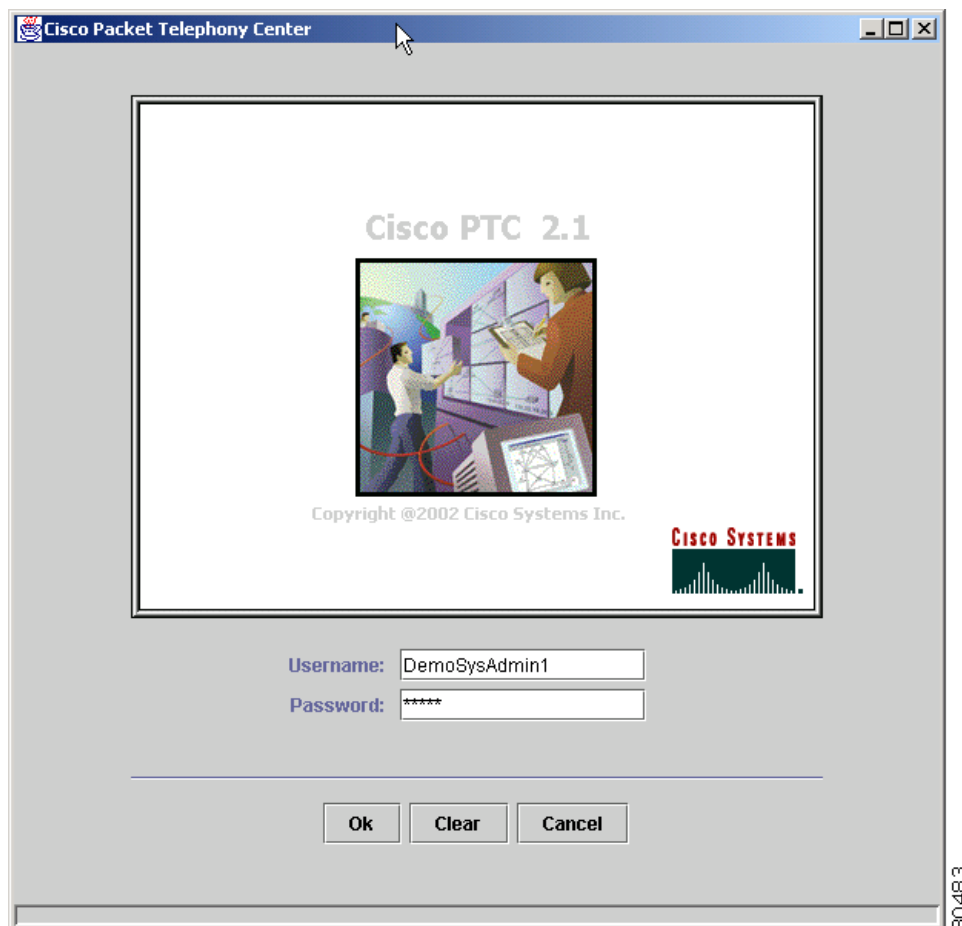 Cisco Packet Telephony Center
Cisco PTC 2.1
Copyright @2002 Cisco Systems Inc.
CISCO SYSTEMS
Username: DemoSysAdmin1
Password: *****
Ok Clear Cancel